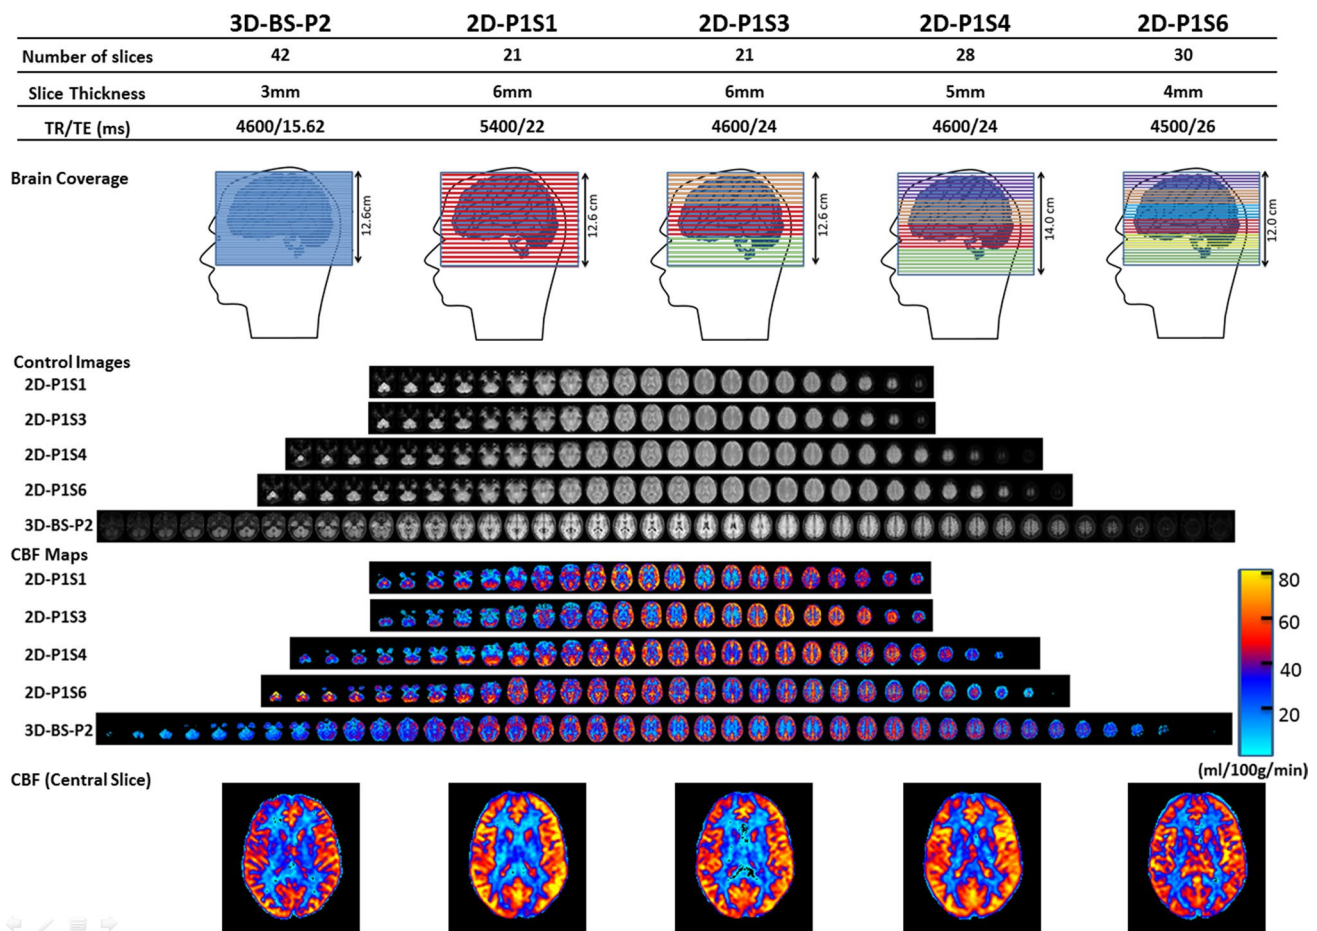 3D-BS-P2 2D-P1S1 2D-P1S3 2D-P1S4 2D-P1S6
Number of slices 42 21 21 28 30
Slice Thickness 3mm 6mm 6mm 5mm 4mm
TR/TE (ms) 4600/15.62 5400/22 4600/24 4600/24 4500/26
Brain Coverage
12.6cm
12.6 cm
12.6 cm
14.0 cm
12.0 cm
Control Images
2D-P1S1
2D-P1S3
2D-P1S4
2D-P1S6
3D-BS-P2
CBF Maps
2D-P1S1
2D-P1S3
2D-P1S4
2D-P1S6
3D-BS-P2
80
60
40
20
(ml/100g/min)
CBF (Central Slice)